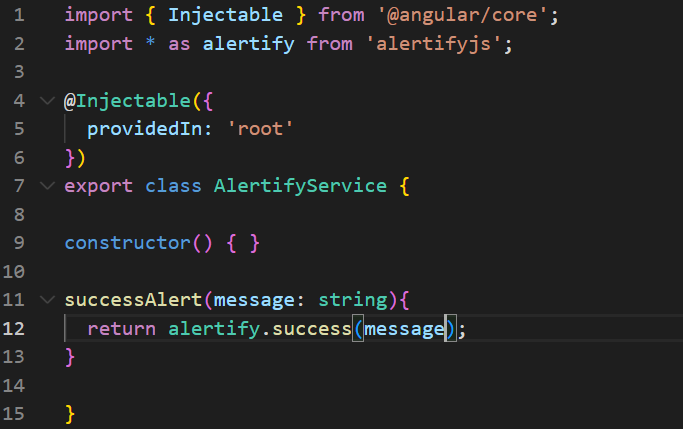 1 import { Injectable } from '@angular/core';
2 import * as alertify from 'alertifyjs';
3
4 @Injectable({
5   providedIn: 'root'
6 })
7 export class AlertifyService {
8
9 constructor() { }
10
11 successAlert(message: string){
12   return alertify.success(message);
13 }
14
15 }